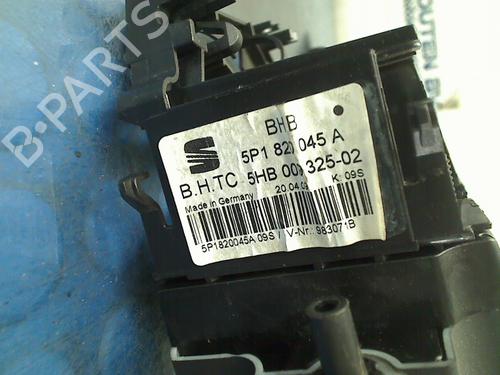 B-PARTS
BHB
5P1 820 045 A
B.H.TC 5HB 009 325-02
Made in Germany 20.04.09 K: 09S
5P1820045A 09S / V-Nr.: 983071B